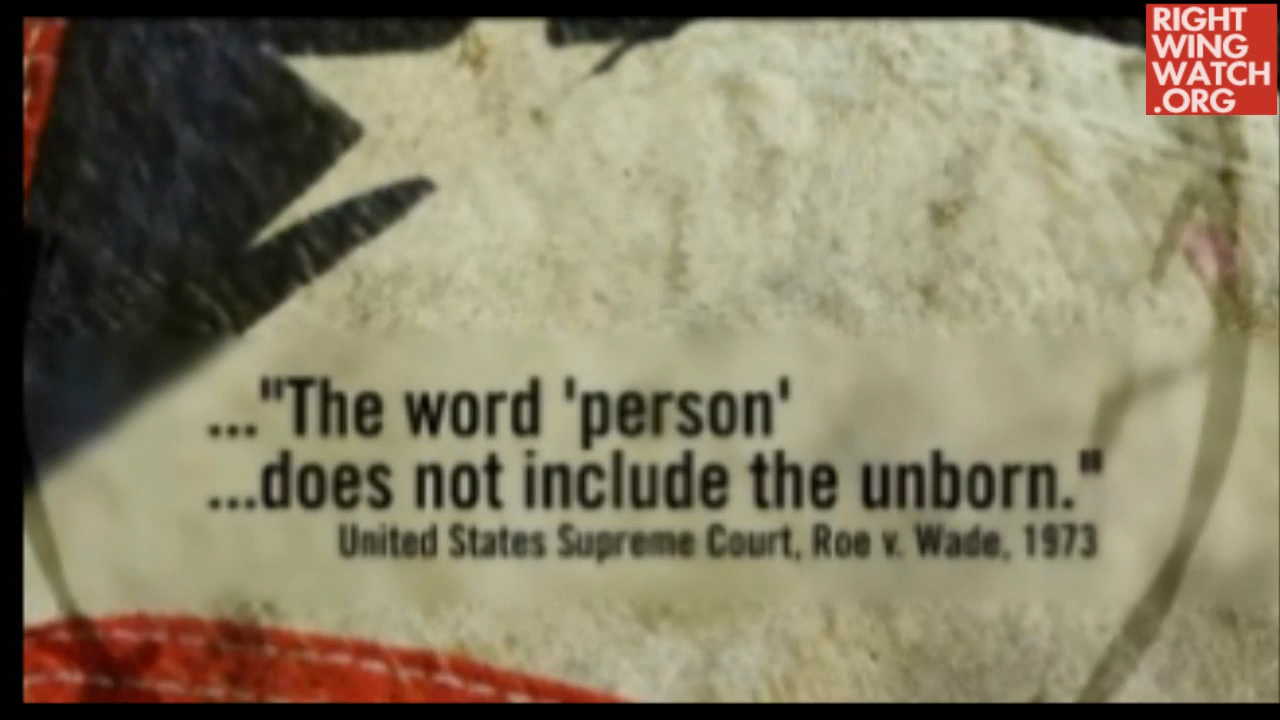 RIGHT
WING
WATCH
.ORG
..."The word 'person'
...does not include the unborn."
United States Supreme Court, Roe v. Wade, 1973